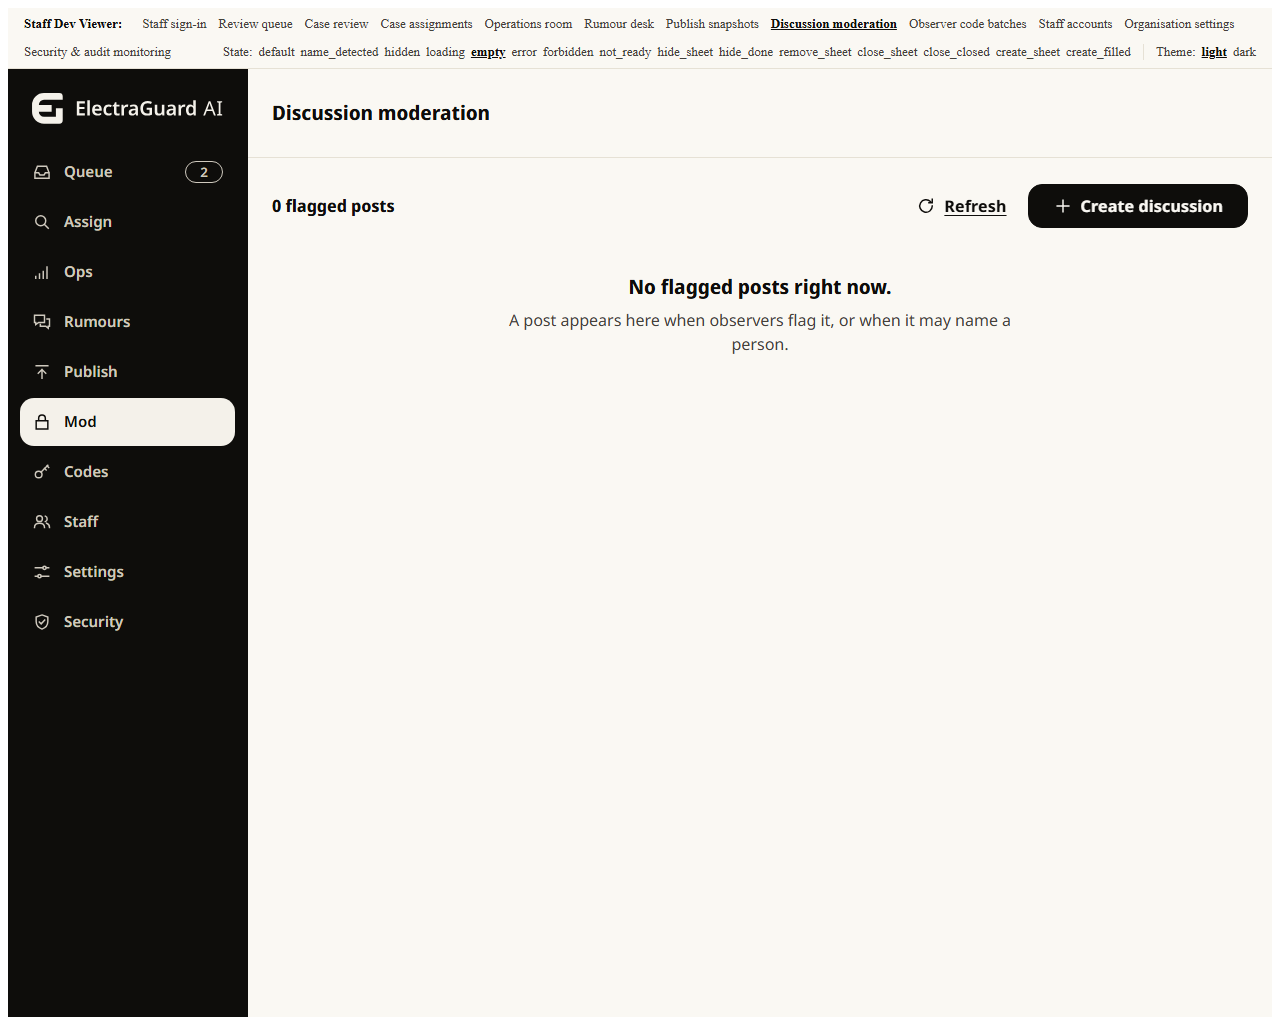 Staff Dev Viewer: Staff sign-in Review queue Case review Case assignments Operations room Rumour desk Publish snapshots Discussion moderation Observer code batches Staff accounts Organisation settings
Security & audit monitoring State: default name_detected hidden loading empty error forbidden not_ready hide_sheet hide_done remove_sheet close_sheet close_closed create_sheet create_filled Theme: light dark
ElectraGuard AI
Discussion moderation
Queue 2
Assign
Ops
Rumours
Publish
Mod
Codes
Staff
Settings
Security
0 flagged posts Refresh Create discussion
No flagged posts right now.
A post appears here when observers flag it, or when it may name a
person.